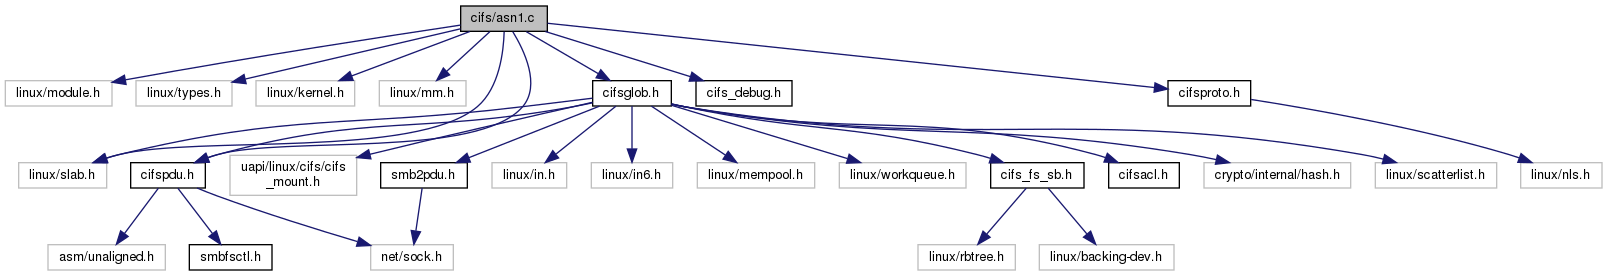 cifs/asn1.c
linux/module.h
linux/types.h
linux/kernel.h
linux/mm.h
cifsglob.h
cifs_debug.h
cifsproto.h
linux/slab.h
cifspdu.h
uapi/linux/cifs/cifs
_mount.h
smb2pdu.h
linux/in.h
linux/in6.h
linux/mempool.h
linux/workqueue.h
cifs_fs_sb.h
cifsacl.h
crypto/internal/hash.h
linux/scatterlist.h
linux/nls.h
asm/unaligned.h
smbfsctl.h
net/sock.h
linux/rbtree.h
linux/backing-dev.h